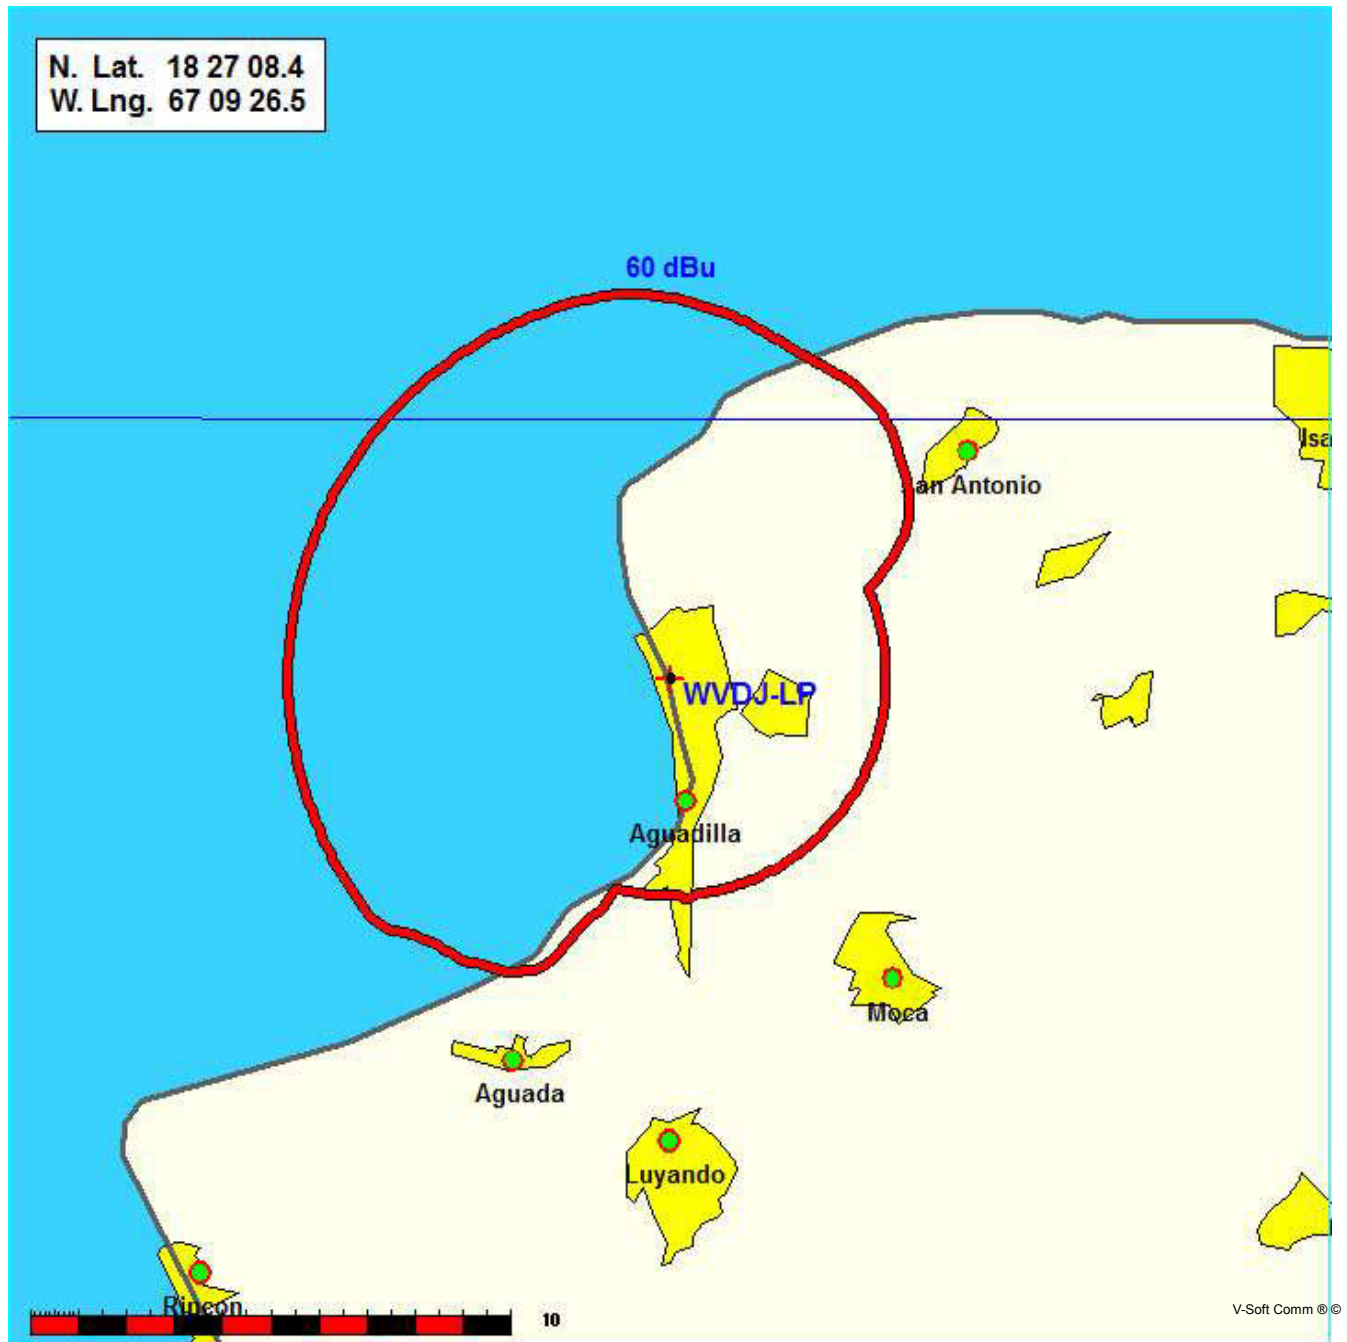 N. Lat. 18 27 08.4
W. Lng. 67 09 26.5
60 dBu
Isa
an Antonio
WVDJ-LP
Aguadilla
Moca
Aguada
Luyando
Rincon
10
V-Soft Comm ® ©